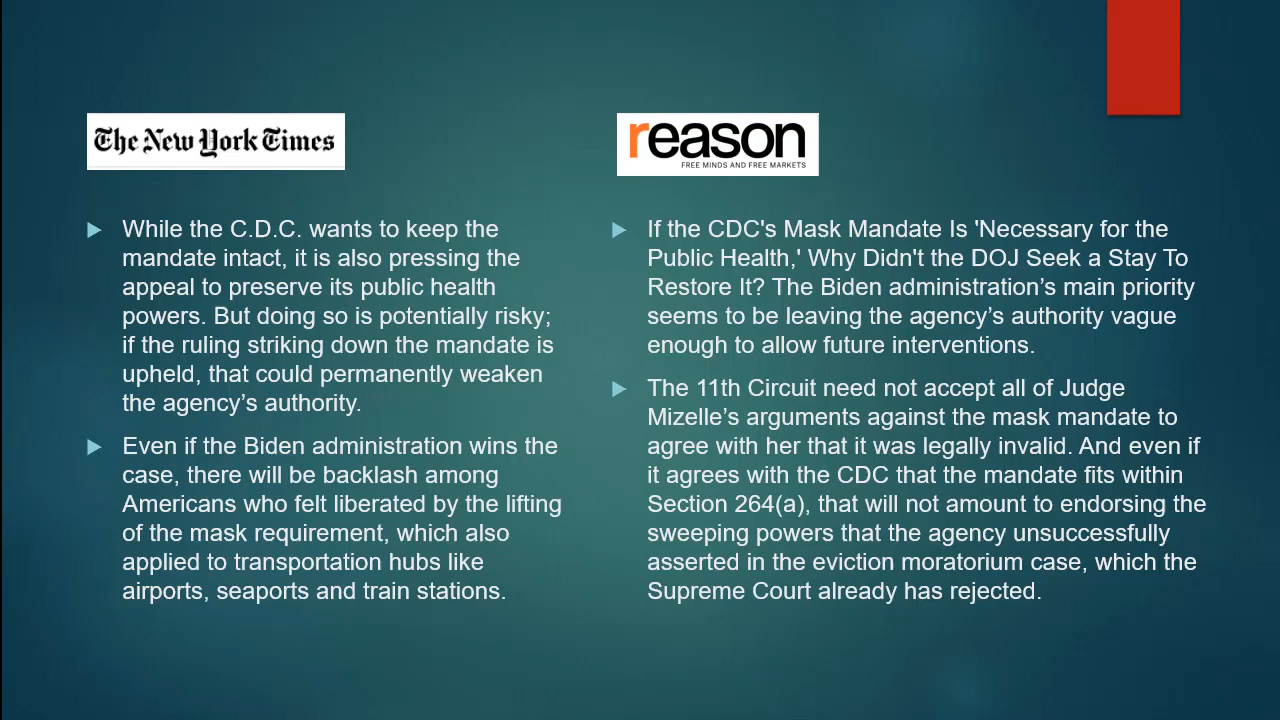 The New York Times
While the C.D.C. wants to keep the
mandate intact, it is also pressing the
appeal to preserve its public health
powers. But doing so is potentially risky;
if the ruling striking down the mandate is
upheld, that could permanently weaken
the agency’s authority.
Even if the Biden administration wins the
case, there will be backlash among
Americans who felt liberated by the lifting
of the mask requirement, which also
applied to transportation hubs like
airports, seaports and train stations.
reason
FREE MINDS AND FREE MARKETS
If the CDC's Mask Mandate Is 'Necessary for the
Public Health,' Why Didn't the DOJ Seek a Stay To
Restore It? The Biden administration’s main priority
seems to be leaving the agency’s authority vague
enough to allow future interventions.
The 11th Circuit need not accept all of Judge
Mizelle’s arguments against the mask mandate to
agree with her that it was legally invalid. And even if
it agrees with the CDC that the mandate fits within
Section 264(a), that will not amount to endorsing the
sweeping powers that the agency unsuccessfully
asserted in the eviction moratorium case, which the
Supreme Court already has rejected.